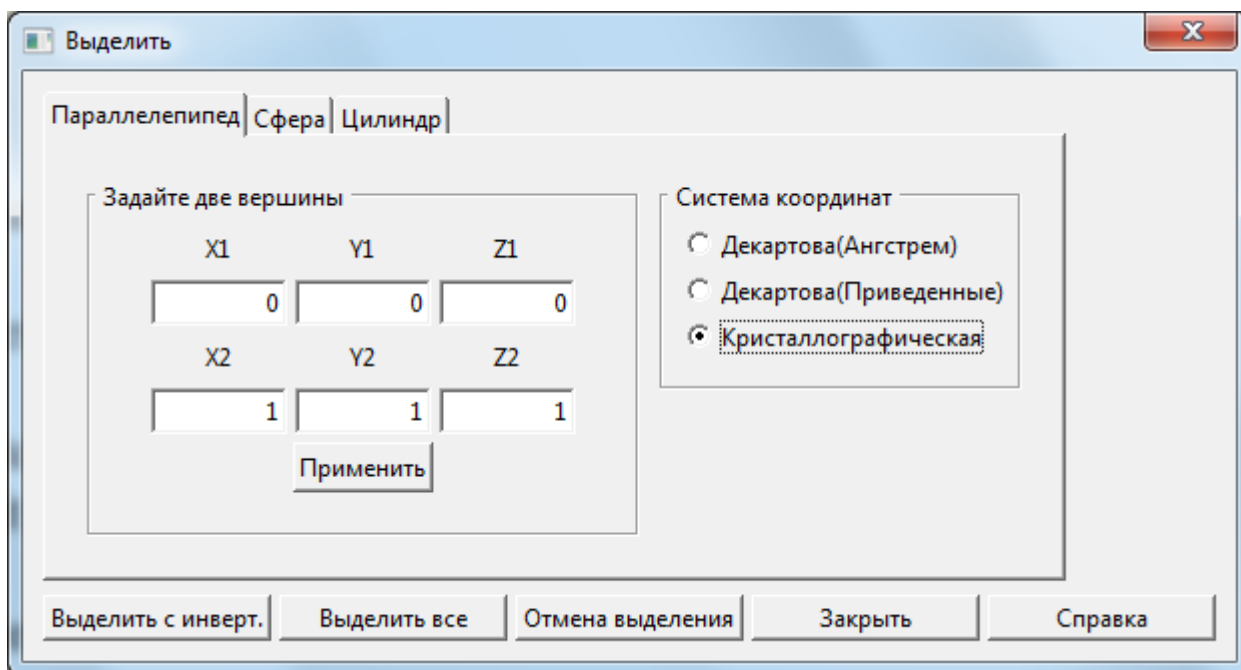 Выделить
Параллелепипед Сфера Цилиндр
Задайте две вершины
X1 Y1 Z1
0 0 0
X2 Y2 Z2
1 1 1
Применить
Система координат
Декартова(Ангстрем)
Декартова(Приведенные)
Кристаллографическая
Выделить с инверт. Выделить все Отмена выделения Закрыть Справка